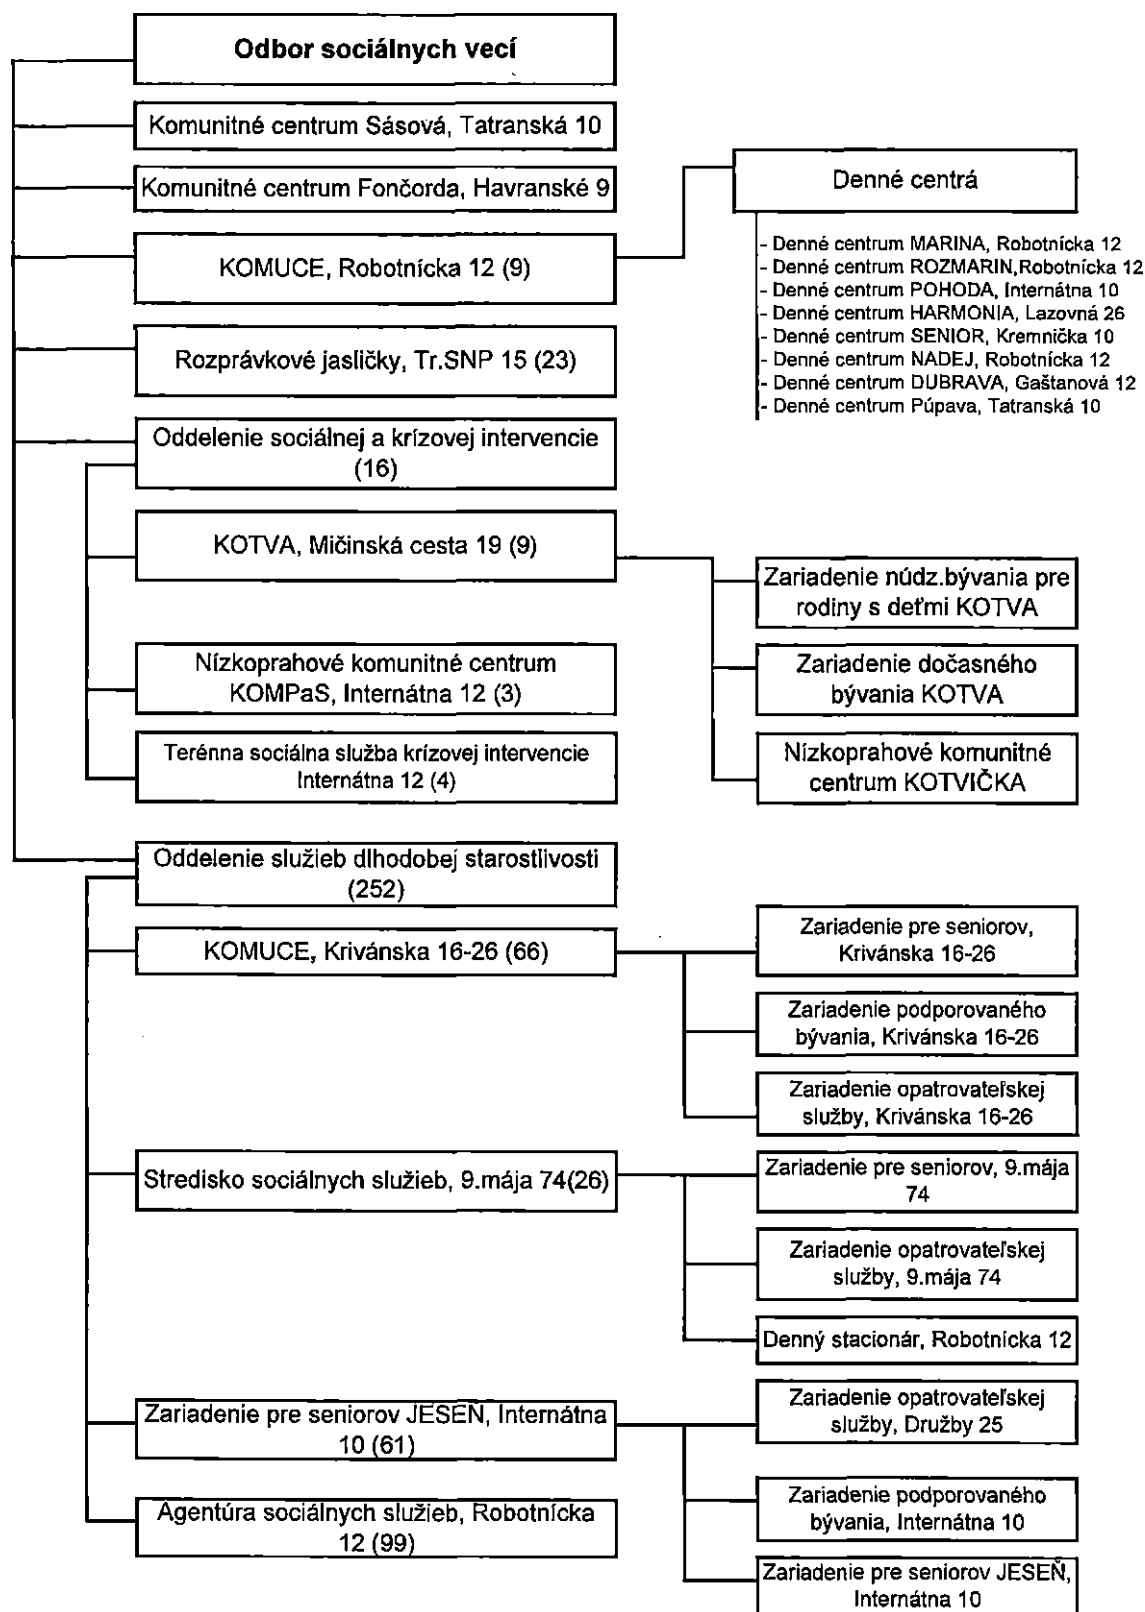 Odbor sociálnych vecí
Komunitné centrum Sásová, Tatranská 10
Komunitné centrum Fončorda, Havranské 9
KOMUCE, Robotnícka 12 (9)
Denné centrá
- Denné centrum MARINA, Robotnícka 12
- Denné centrum ROZMARIN,Robotnícka 12
- Denné centrum POHODA, Internátna 10
- Denné centrum HARMONIA, Lazovná 26
- Denné centrum SENIOR, Kremnička 10
- Denné centrum NADEJ, Robotnícka 12
- Denné centrum DUBRAVA, Gaštanová 12
- Denné centrum Púpava, Tatranská 10
Rozprávkové jasličky, Tr.SNP 15 (23)
Oddelenie sociálnej a krízovej intervencie
(16)
KOTVA, Mičinská cesta 19 (9)
Zariadenie núdz.bývania pre
rodiny s deťmi KOTVA
Zariadenie dočasného
bývania KOTVA
Nízkoprahové komunitné
centrum KOTVIČKA
Nízkoprahové komunitné centrum
KOMPaS, Internátna 12 (3)
Terénna sociálna služba krízovej intervencie
Internátna 12 (4)
Oddelenie služieb dlhodobej starostlivosti
(252)
KOMUCE, Krivánska 16-26 (66)
Zariadenie pre seniorov,
Krivánska 16-26
Zariadenie podporovaného
bývania, Krivánska 16-26
Zariadenie opatrovateľskej
služby, Krivánska 16-26
Stredisko sociálnych služieb, 9.mája 74(26)
Zariadenie pre seniorov, 9.mája
74
Zariadenie opatrovateľskej
služby, 9.mája 74
Denný stacionár, Robotnícka 12
Zariadenie pre seniorov JESEŇ, Internátna
10 (61)
Zariadenie opatrovateľskej
služby, Družby 25
Zariadenie podporovaného
bývania, Internátna 10
Zariadenie pre seniorov JESEŇ,
Internátna 10
Agentúra sociálnych služieb, Robotnícka
12 (99)